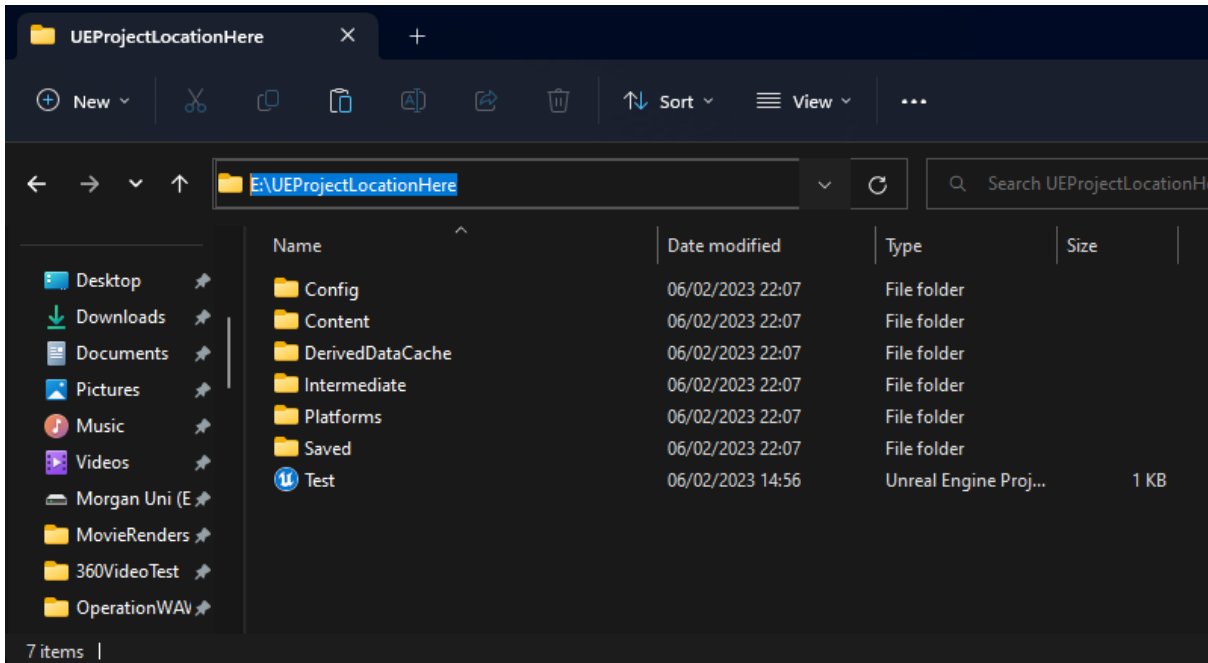 UEProjectLocationHere
New
Sort
View
E:\UEProjectLocationHere
Search UEProjectLocationHe
Name Date modified Type Size
Desktop
Downloads
Documents
Pictures
Music
Videos
Morgan Uni (E
MovieRenders
360VideoTest
OperationWAV
Config 06/02/2023 22:07 File folder
Content 06/02/2023 22:07 File folder
DerivedDataCache 06/02/2023 22:07 File folder
Intermediate 06/02/2023 22:07 File folder
Platforms 06/02/2023 22:07 File folder
Saved 06/02/2023 22:07 File folder
Test 06/02/2023 14:56 Unreal Engine Proj... 1 KB
7 items